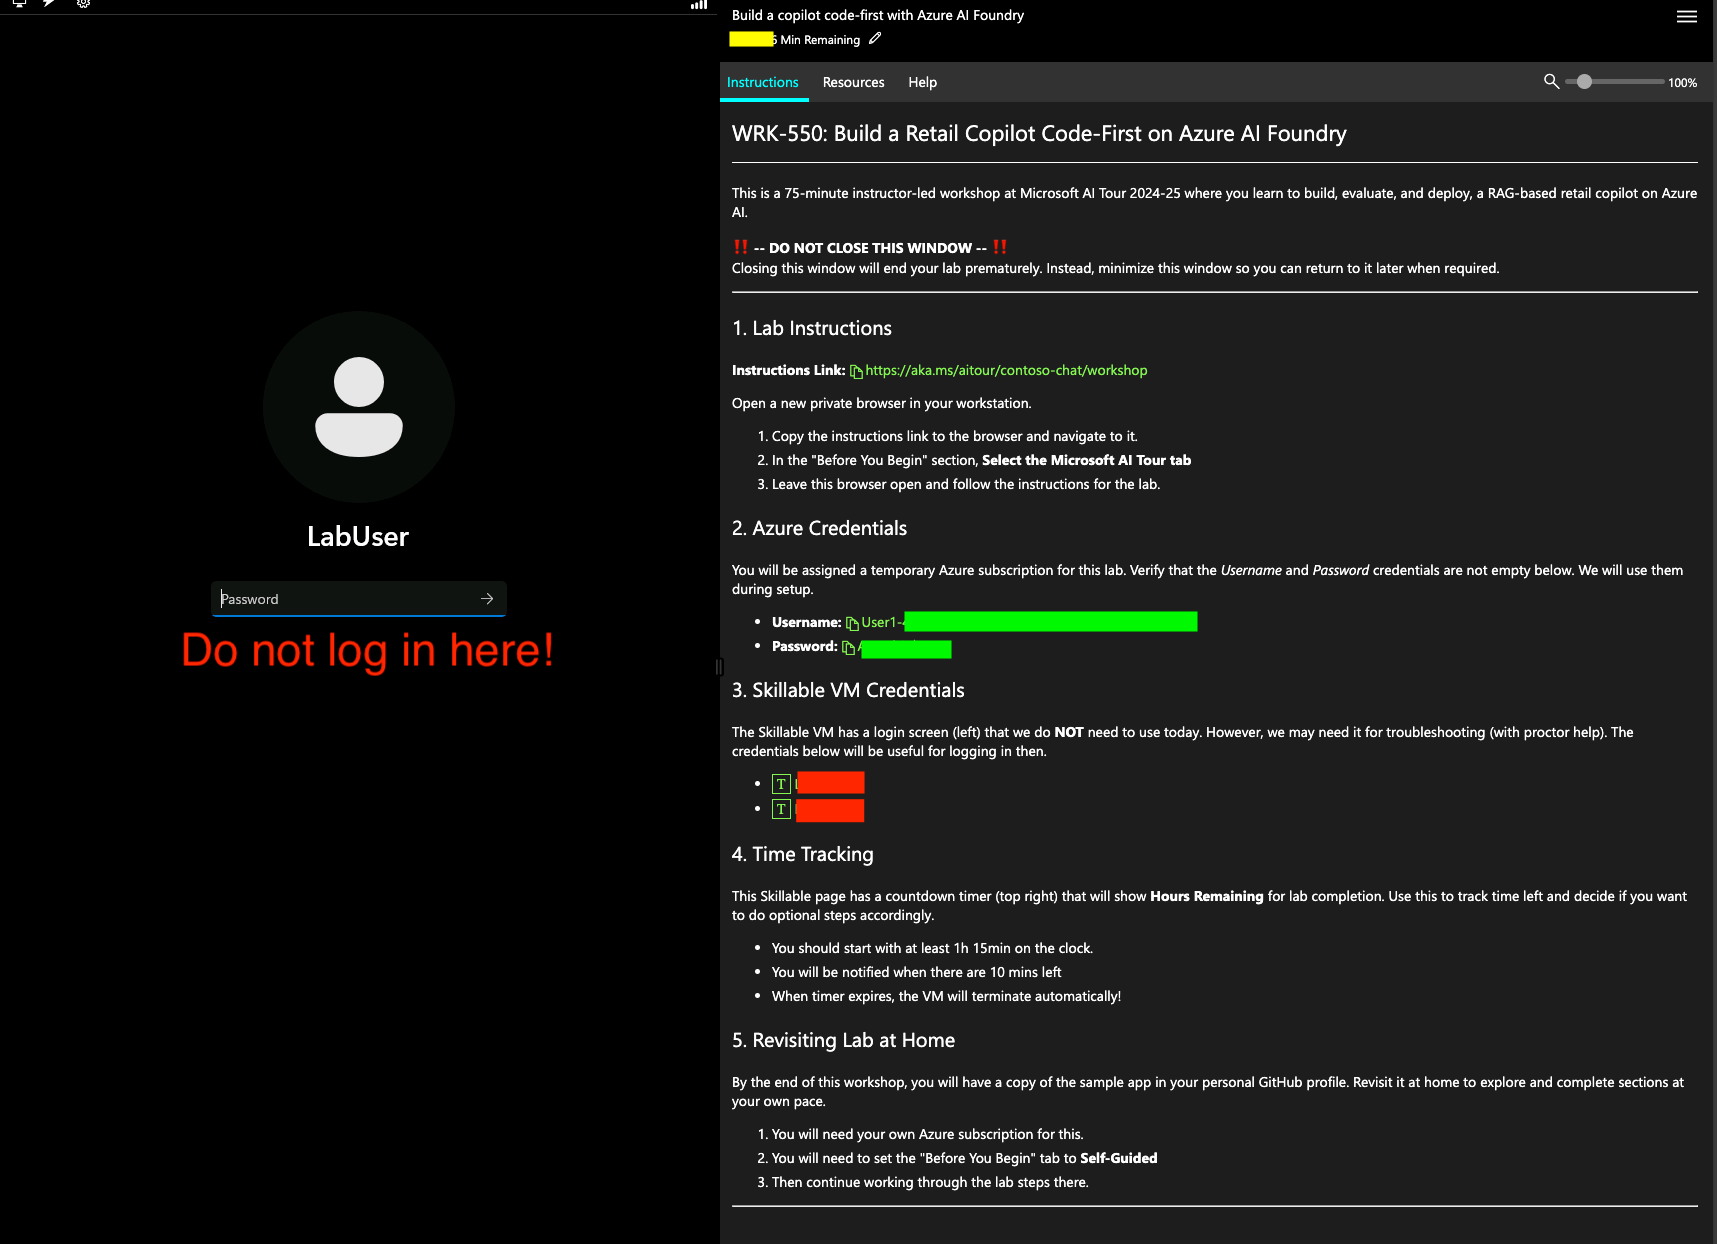 LabUser
Password
Do not log in here!
Build a copilot code-first with Azure AI Foundry
Min Remaining
Instructions Resources Help
100%
WRK-550: Build a Retail Copilot Code-First on Azure AI Foundry
This is a 75-minute instructor-led workshop at Microsoft AI Tour 2024-25 where you learn to build, evaluate, and deploy, a RAG-based retail copilot on Azure
AI.
‼ -- DO NOT CLOSE THIS WINDOW -- ‼
Closing this window will end your lab prematurely. Instead, minimize this window so you can return to it later when required.
1. Lab Instructions
Instructions Link: https://aka.ms/aitour/contoso-chat/workshop
Open a new private browser in your workstation.
1. Copy the instructions link to the browser and navigate to it.
2. In the "Before You Begin" section, Select the Microsoft AI Tour tab
3. Leave this browser open and follow the instructions for the lab.
2. Azure Credentials
You will be assigned a temporary Azure subscription for this lab. Verify that the Username and Password credentials are not empty below. We will use them
during setup.
• Username: User1-
• Password:
3. Skillable VM Credentials
The Skillable VM has a login screen (left) that we do NOT need to use today. However, we may need it for troubleshooting (with proctor help). The
credentials below will be useful for logging in then.
• T
• T
4. Time Tracking
This Skillable page has a countdown timer (top right) that will show Hours Remaining for lab completion. Use this to track time left and decide if you want
to do optional steps accordingly.
• You should start with at least 1h 15min on the clock.
• You will be notified when there are 10 mins left
• When timer expires, the VM will terminate automatically!
5. Revisiting Lab at Home
By the end of this workshop, you will have a copy of the sample app in your personal GitHub profile. Revisit it at home to explore and complete sections at
your own pace.
1. You will need your own Azure subscription for this.
2. You will need to set the "Before You Begin" tab to Self-Guided
3. Then continue working through the lab steps there.